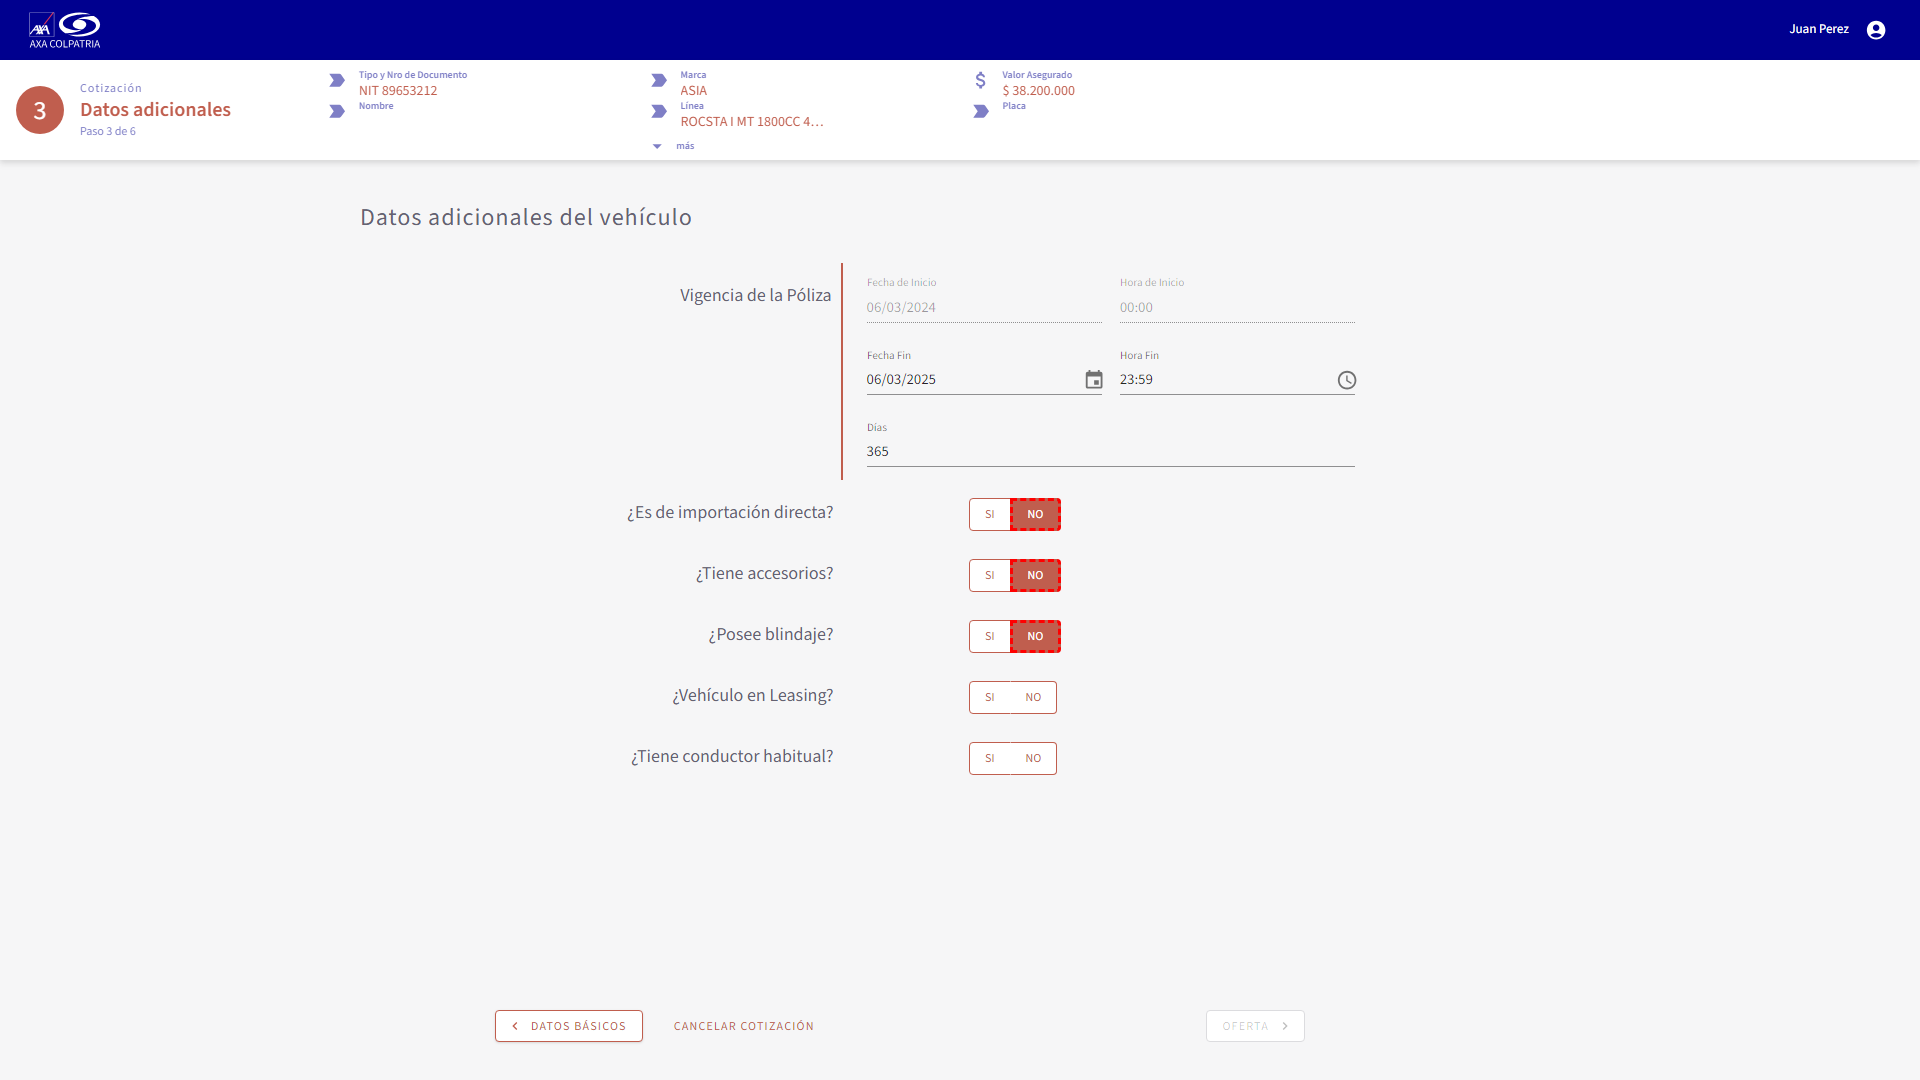 AXA
AXA COLPATRIA
Juan Perez
3
Cotización
Datos adicionales
Paso 3 de 6
Tipo y Nro de Documento
NIT 89653212
Nombre
Marca
ASIA
Línea
ROCSTA I MT 1800CC 4...
más
$
Valor Asegurado
$ 38.200.000
Placa
Datos adicionales del vehículo
Vigencia de la Póliza
Fecha de Inicio
06/03/2024
Hora de Inicio
00:00
Fecha Fin
06/03/2025
Hora Fin
23:59
Días
365
¿Es de importación directa?
SI NO
¿Tiene accesorios?
SI NO
¿Posee blindaje?
SI NO
¿Vehículo en Leasing?
SI NO
¿Tiene conductor habitual?
SI NO
DATOS BÁSICOS
CANCELAR COTIZACIÓN
OFERTA